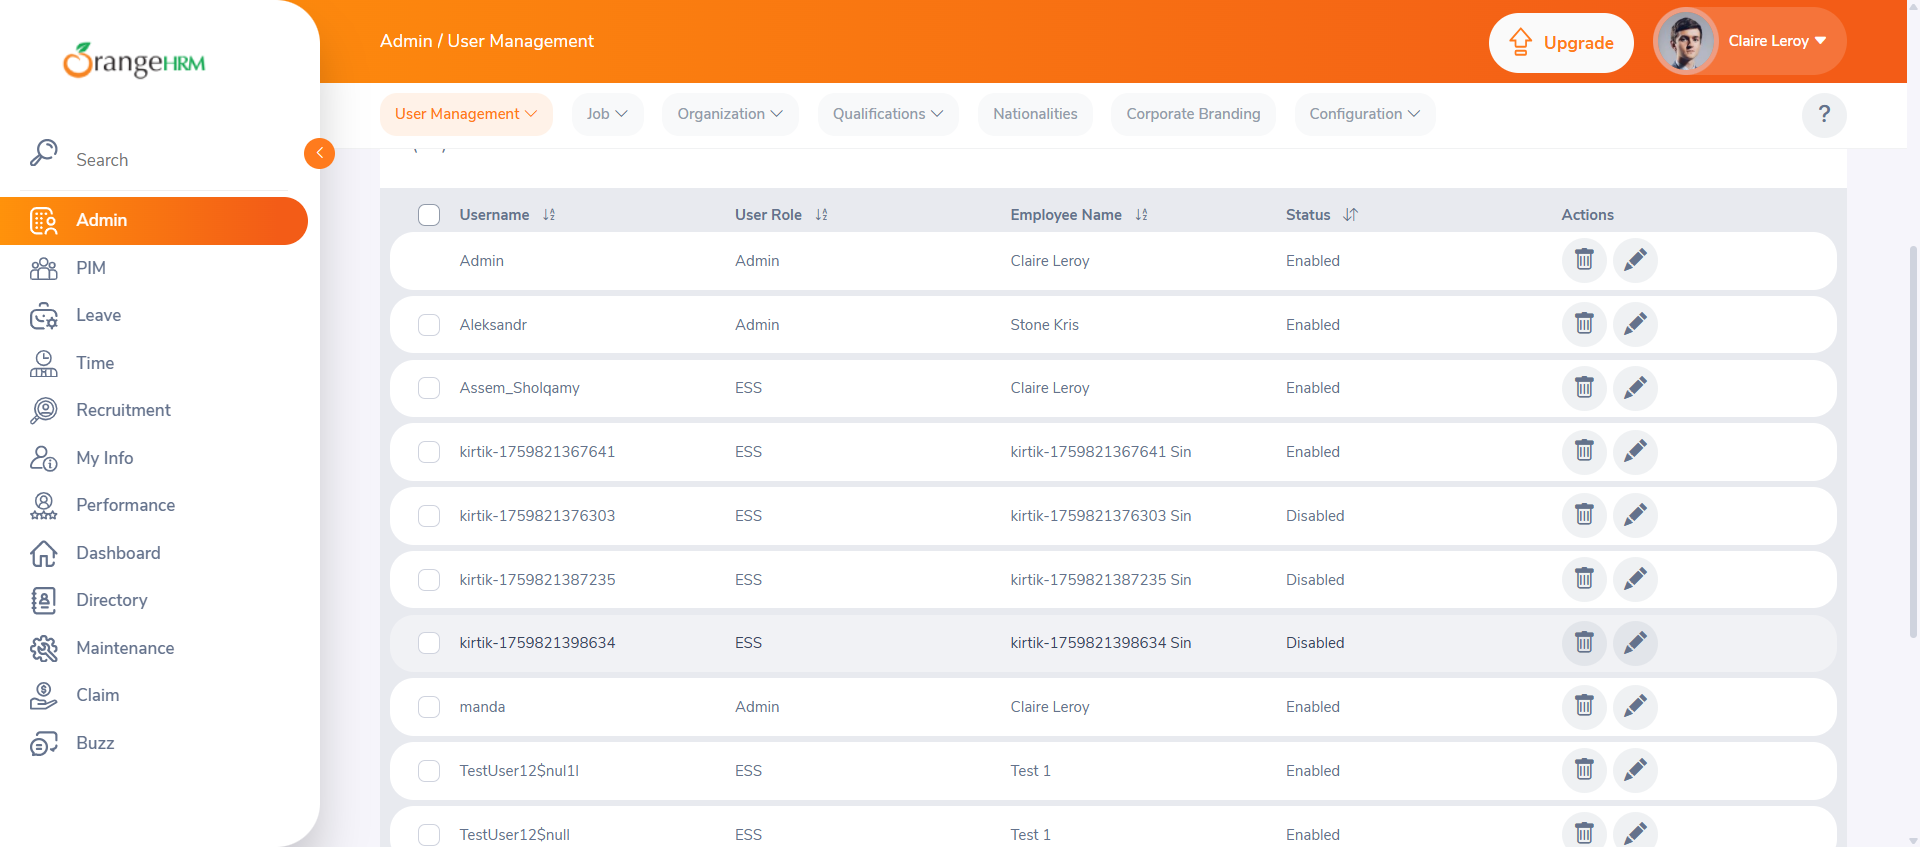 OrangeHRM
Admin / User Management
Upgrade
Claire Leroy
User Management
Job
Organization
Qualifications
Nationalities
Corporate Branding
Configuration
?
Search
Admin
PIM
Leave
Time
Recruitment
My Info
Performance
Dashboard
Directory
Maintenance
Claim
Buzz
Username User Role Employee Name Status Actions
Admin Admin Claire Leroy Enabled
Aleksandr Admin Stone Kris Enabled
Assem_Sholqamy ESS Claire Leroy Enabled
kirtik-1759821367641 ESS kirtik-1759821367641 Sin Enabled
kirtik-1759821376303 ESS kirtik-1759821376303 Sin Disabled
kirtik-1759821387235 ESS kirtik-1759821387235 Sin Disabled
kirtik-1759821398634 ESS kirtik-1759821398634 Sin Disabled
manda Admin Claire Leroy Enabled
TestUser12$nul1l ESS Test 1 Enabled
TestUser12$null ESS Test 1 Enabled